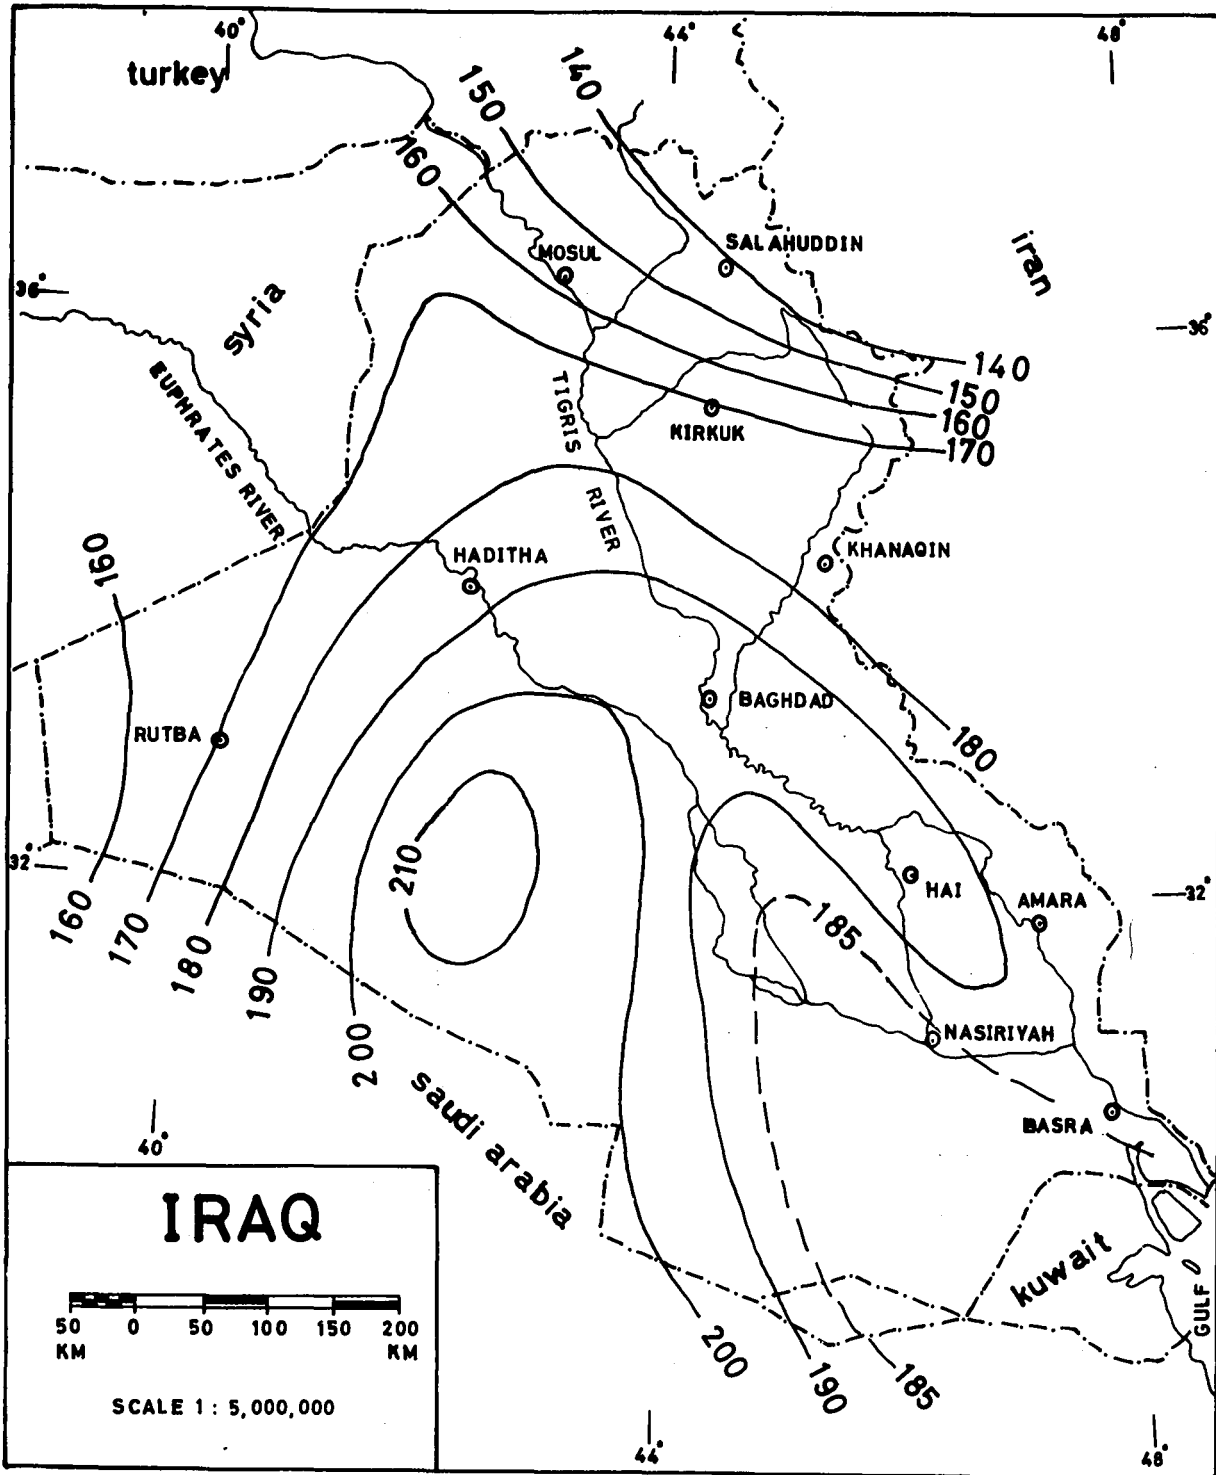 40°
44°
48°
turkey
150
140
160
SALAHUDDIN
MOSUL
iran
36°
syria
36°
140
150
160
170
EUPHRATES RIVER
TIGRIS RIVER
KIRKUK
160
HADITHA
KHANAQIN
RUTBA
BAGHDAD
180
32°
210
HAI
AMARA
32°
160
170
180
190
200
185
NASIRIYAH
saudi arabia
BASRA
40°
IRAQ
kuwait
GULF
50 0 50 100 150 200
KM KM
SCALE 1 : 5,000,000
200
190
185
44°
48°